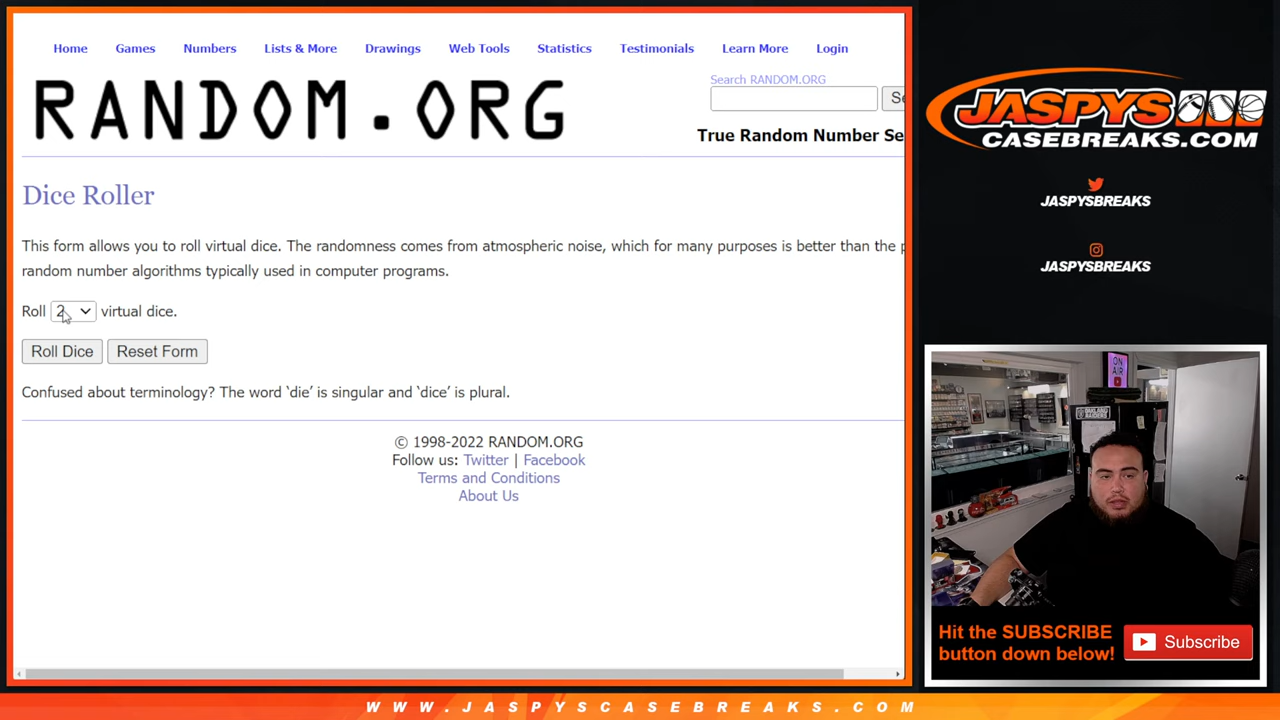 Home Games Numbers Lists & More Drawings Web Tools Statistics Testimonials Learn More Login
RANDOM.ORG
Search RANDOM.ORG
Se
True Random Number Se
Dice Roller
This form allows you to roll virtual dice. The randomness comes from atmospheric noise, which for many purposes is better than the p
random number algorithms typically used in computer programs.
Roll 2 virtual dice.
Roll Dice Reset Form
Confused about terminology? The word ‘die’ is singular and ‘dice’ is plural.
© 1998-2022 RANDOM.ORG
Follow us: Twitter | Facebook
Terms and Conditions
About Us
JASPYS
CASEBREAKS.COM
JASPYSBREAKS
JASPYSBREAKS
ON
AIR
Hit the SUBSCRIBE
button down below!
Subscribe
WWW.JASPYSCASEBREAKS.COM